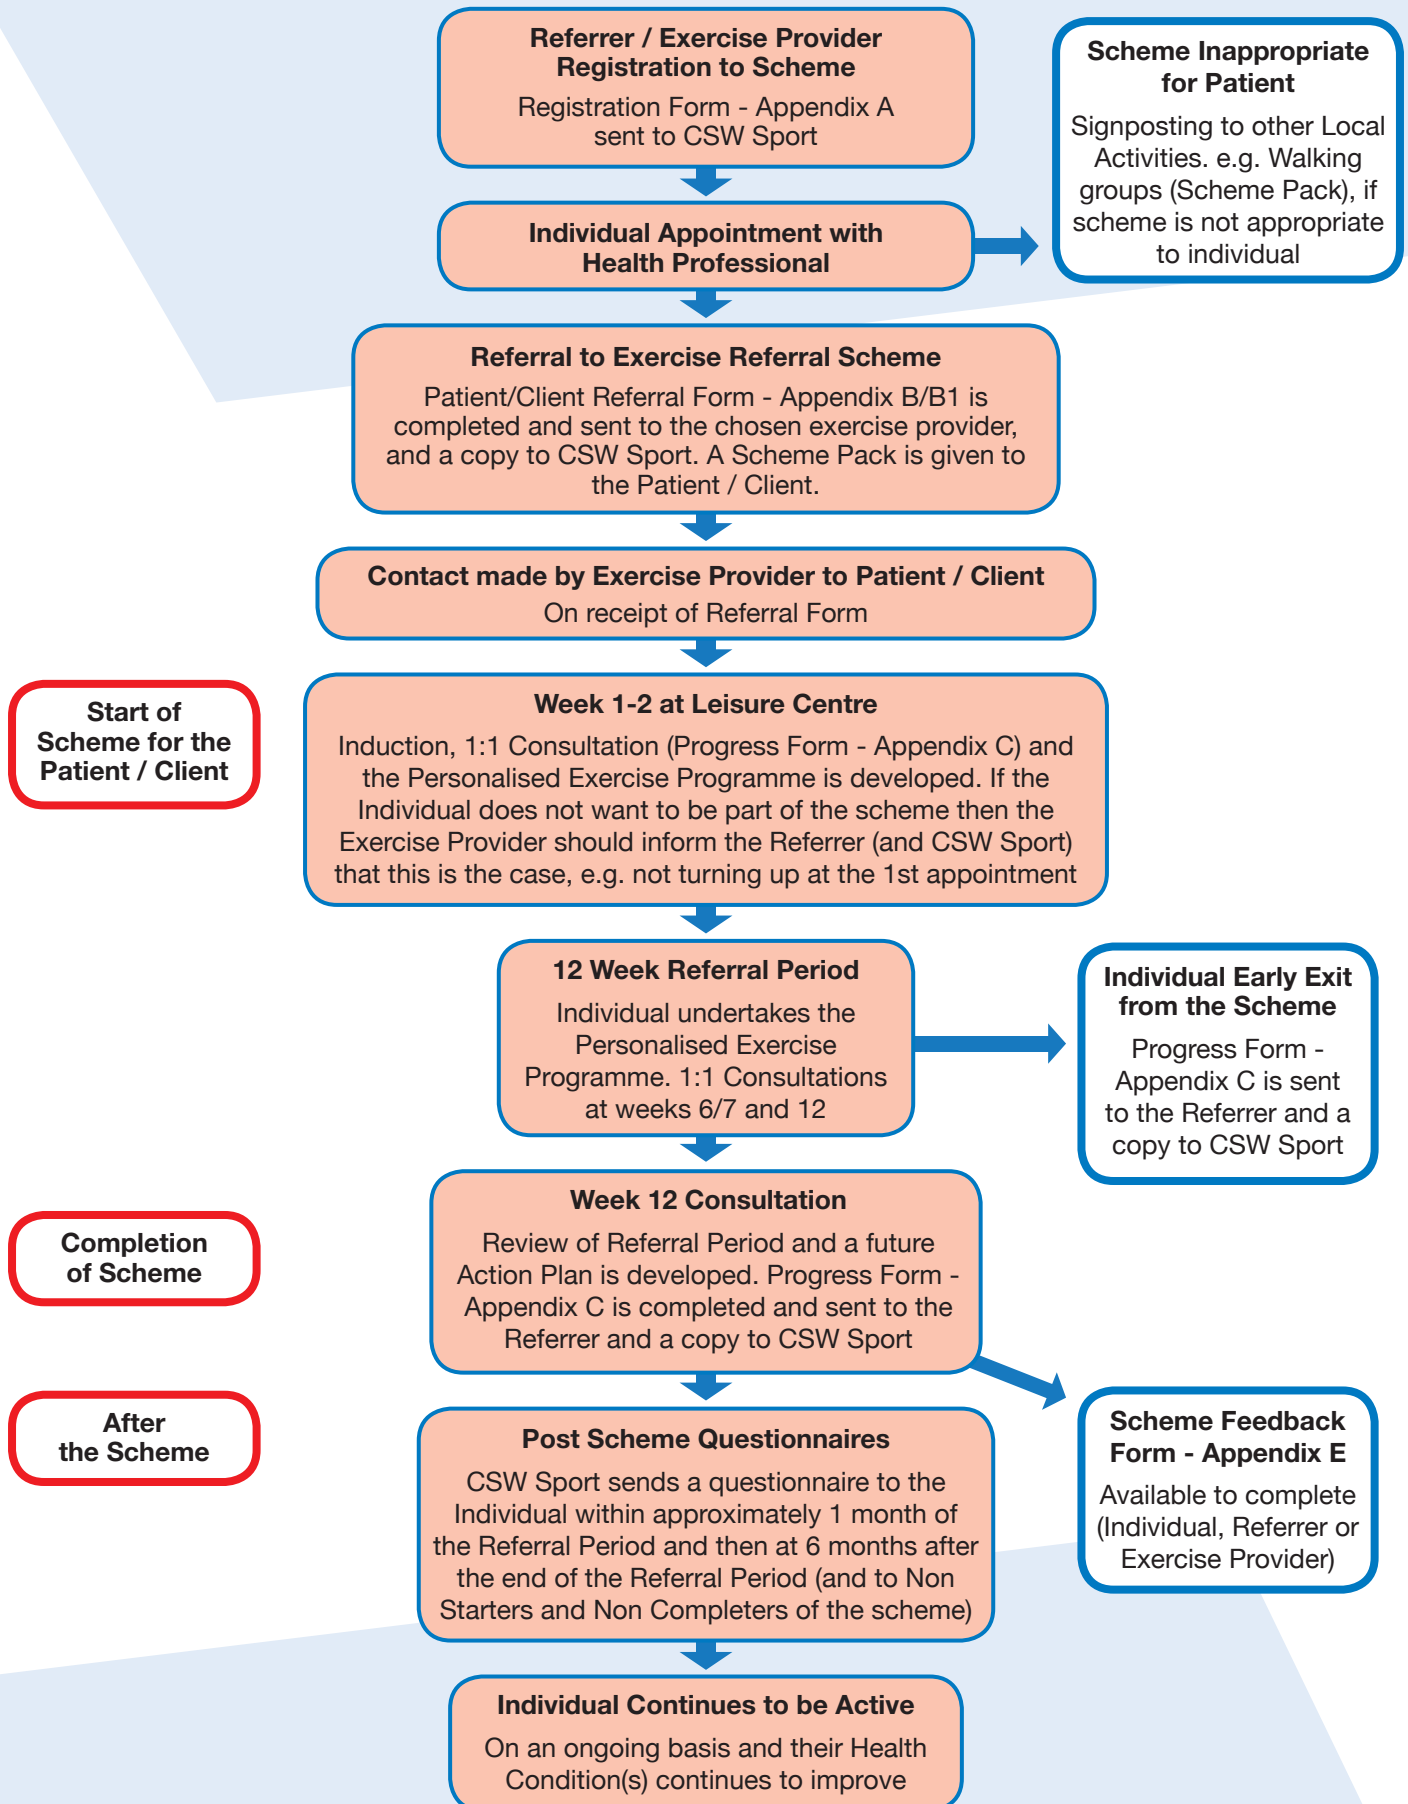 Referrer / Exercise Provider
Registration to Scheme
Registration Form - Appendix A
sent to CSW Sport
Scheme Inappropriate
for Patient
Signposting to other Local
Activities. e.g. Walking
groups (Scheme Pack), if
scheme is not appropriate
to individual
Individual Appointment with
Health Professional
Referral to Exercise Referral Scheme
Patient/Client Referral Form - Appendix B/B1 is
completed and sent to the chosen exercise provider,
and a copy to CSW Sport. A Scheme Pack is given to
the Patient / Client.
Contact made by Exercise Provider to Patient / Client
On receipt of Referral Form
Start of
Scheme for the
Patient / Client
Week 1-2 at Leisure Centre
Induction, 1:1 Consultation (Progress Form - Appendix C) and
the Personalised Exercise Programme is developed. If the
Individual does not want to be part of the scheme then the
Exercise Provider should inform the Referrer (and CSW Sport)
that this is the case, e.g. not turning up at the 1st appointment
12 Week Referral Period
Individual undertakes the
Personalised Exercise
Programme. 1:1 Consultations
at weeks 6/7 and 12
Individual Early Exit
from the Scheme
Progress Form -
Appendix C is sent
to the Referrer and a
copy to CSW Sport
Completion
of Scheme
Week 12 Consultation
Review of Referral Period and a future
Action Plan is developed. Progress Form -
Appendix C is completed and sent to the
Referrer and a copy to CSW Sport
After
the Scheme
Post Scheme Questionnaires
CSW Sport sends a questionnaire to the
Individual within approximately 1 month of
the Referral Period and then at 6 months after
the end of the Referral Period (and to Non
Starters and Non Completers of the scheme)
Scheme Feedback
Form - Appendix E
Available to complete
(Individual, Referrer or
Exercise Provider)
Individual Continues to be Active
On an ongoing basis and their Health
Condition(s) continues to improve